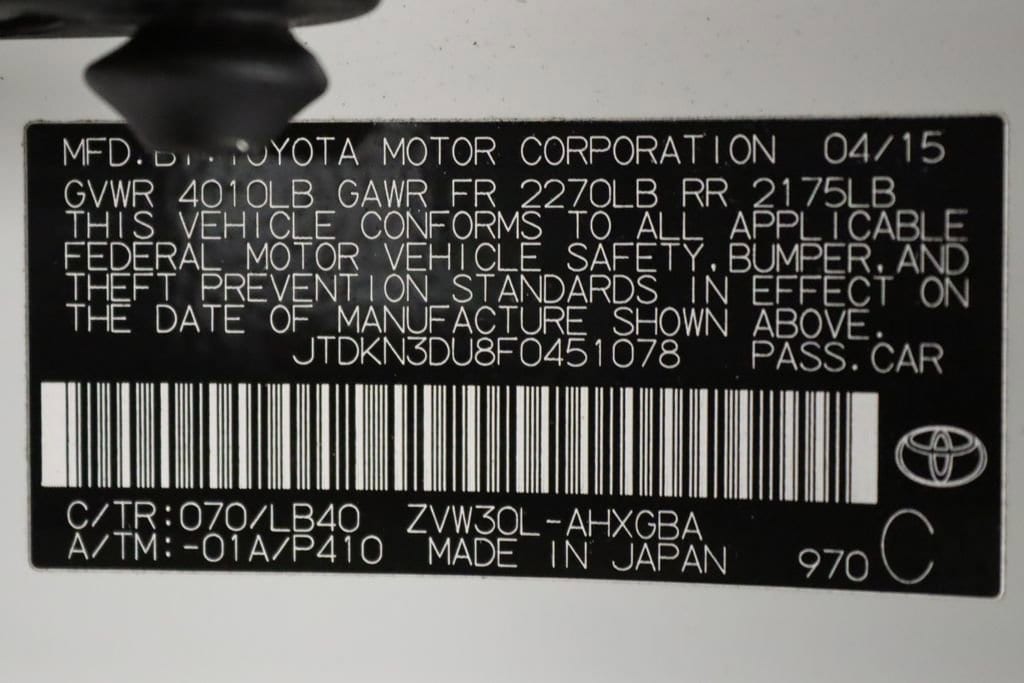 MFD. BY: TOYOTA MOTOR CORPORATION 04/15
GVWR 4010LB GAWR FR 2270LB RR 2175LB
THIS VEHICLE CONFORMS TO ALL APPLICABLE
FEDERAL MOTOR VEHICLE SAFETY, BUMPER, AND
THEFT PREVENTION STANDARDS IN EFFECT ON
THE DATE OF MANUFACTURE SHOWN ABOVE.
JTDKN3DU8F0451078 PASS. CAR
C/TR: 070/LB40 ZVW30L-AHXGBA
A/TM: -01A/P410 MADE IN JAPAN 970 C